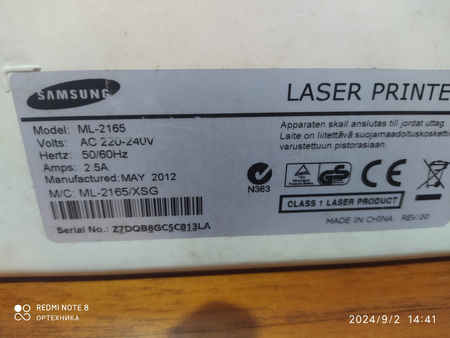 SAMSUNG
LASER PRINTE
Model: ML-2165
Volts: AC 220-240V
Hertz: 50/60Hz
Amps: 2.5A
Manufactured: MAY 2012
M/C: ML-2165/XSG
Serial No.: Z7DQB8GC5C013LA
Apparaten skall anslutas till jordat uttag.
Laite on liitettävä suojamaadoituskosketti
varustettuun pistorasiaan.
N363
CE
CLASS 1 LASER PRODUCT
MADE IN CHINA REV.00
REDMI NOTE 8
ОРТЕХНИКА
2024/9/2 14:41